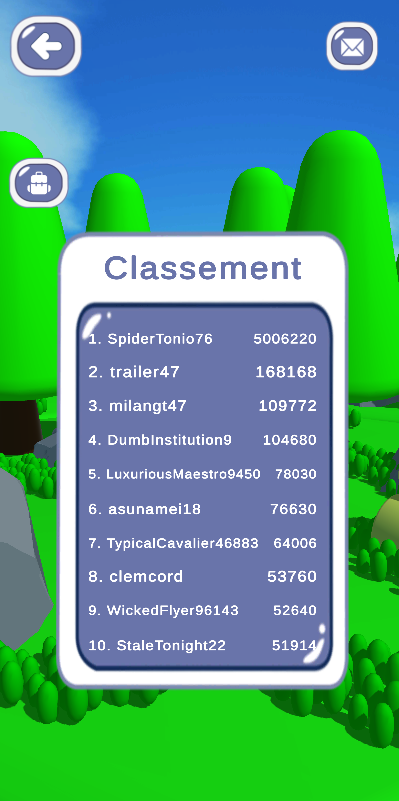 Classement
1. SpiderTonio76 5006220
2. trailer47 168168
3. milangt47 109772
4. DumbInstitution9 104680
5. LuxuriousMaestro9450 78030
6. asunamei18 76630
7. TypicalCavalier46883 64006
8. clemcord 53760
9. WickedFlyer96143 52640
10. StaleTonight22 51914